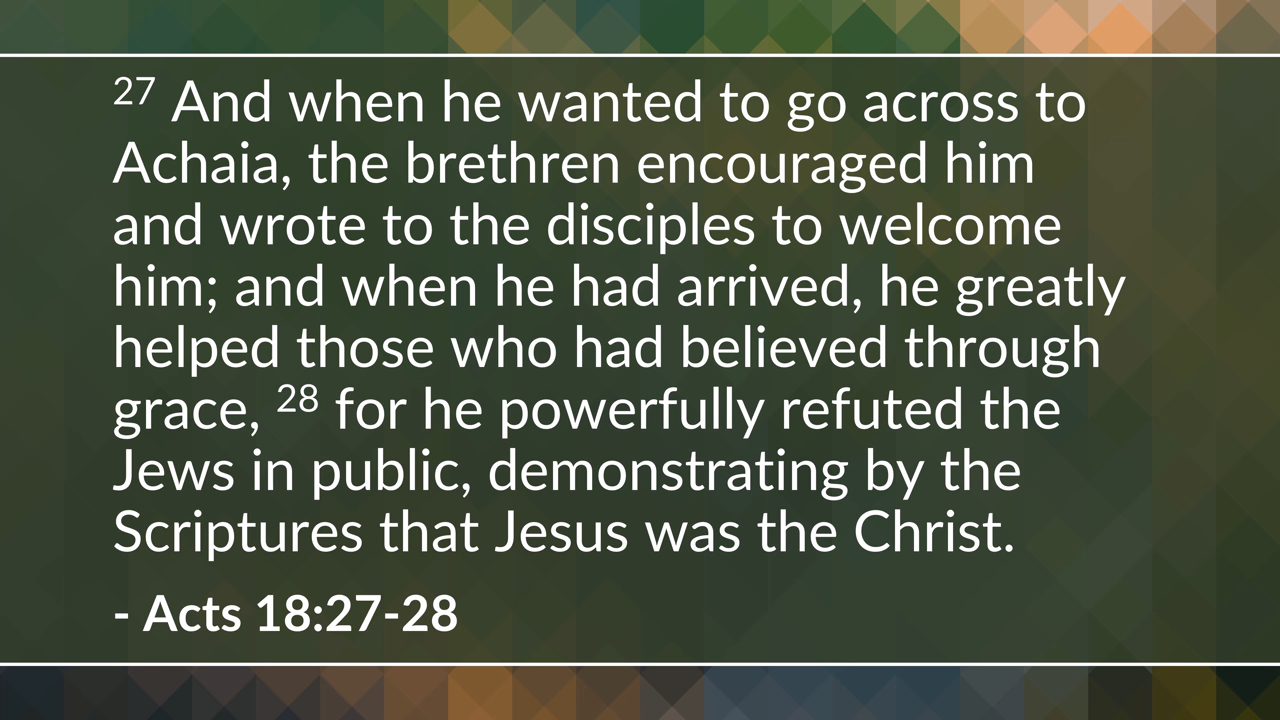 27 And when he wanted to go across to
Achaia, the brethren encouraged him
and wrote to the disciples to welcome
him; and when he had arrived, he greatly
helped those who had believed through
grace, 28 for he powerfully refuted the
Jews in public, demonstrating by the
Scriptures that Jesus was the Christ.
- Acts 18:27-28